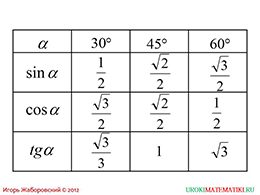 α 30° 45° 60°
sin α 1/2 √2/2 √3/2
cos α √3/2 √2/2 1/2
tg α √3/3 1 √3
Игорь Жаборовский © 2012
UROKIMATEMATIKI.RU